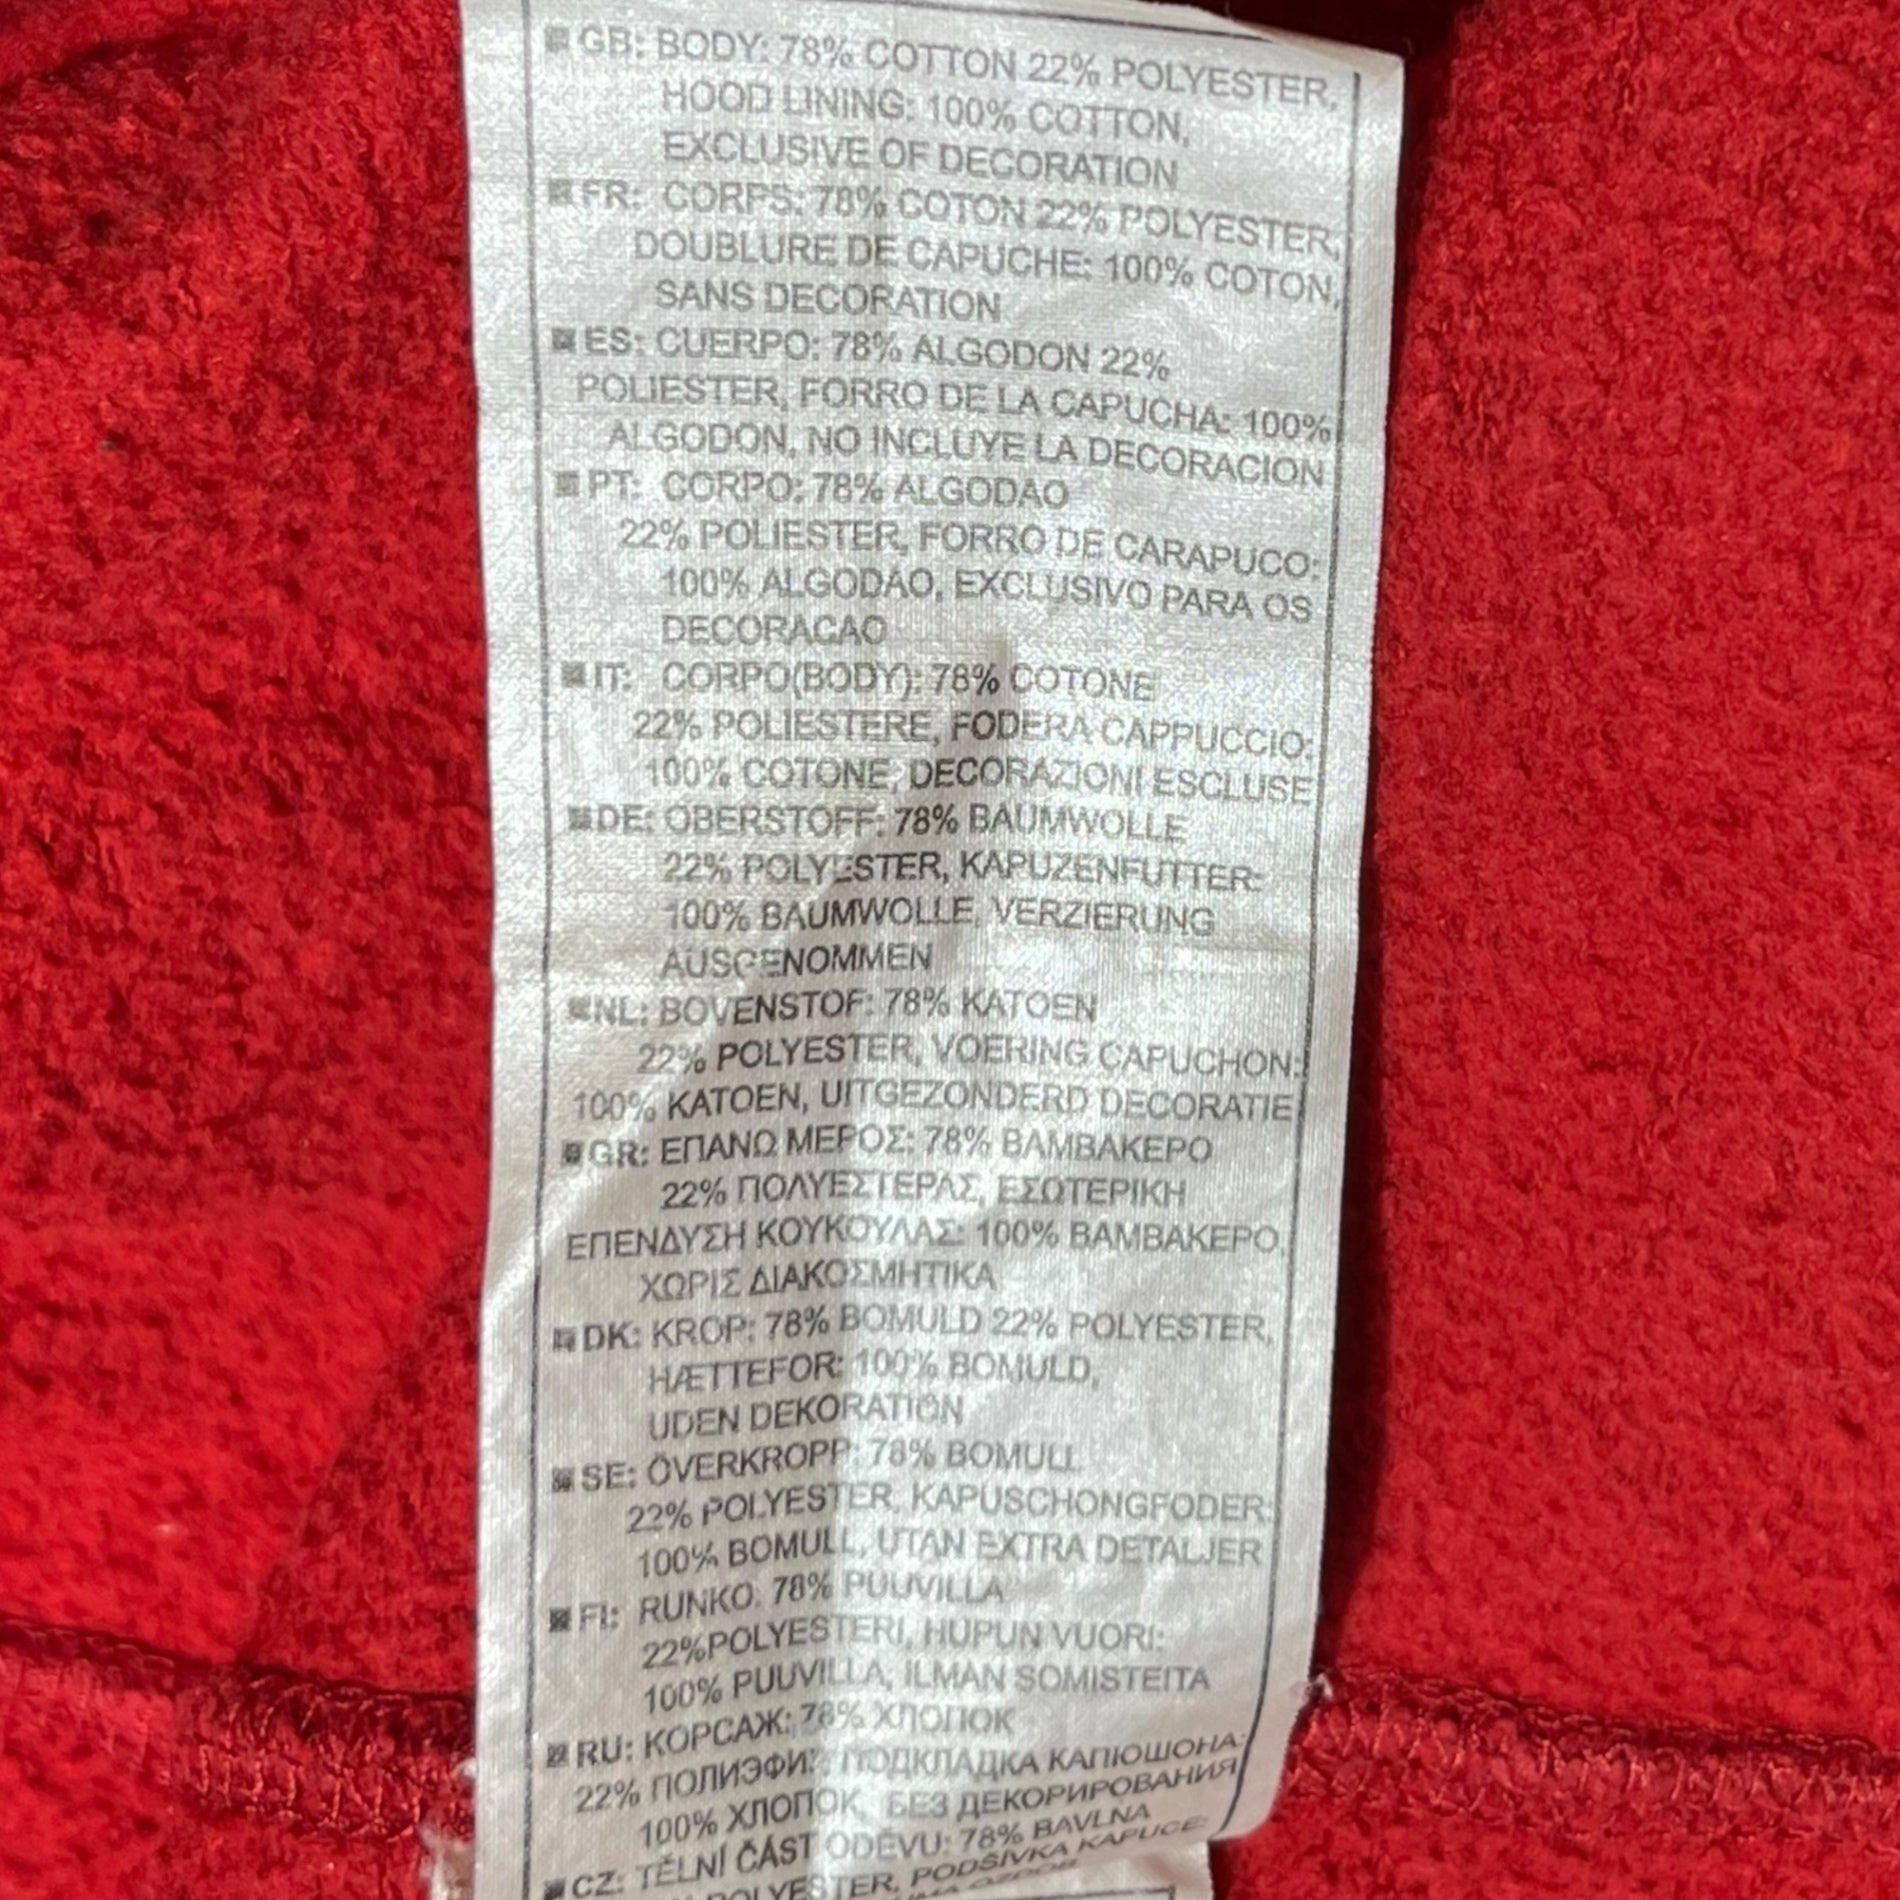 GB: BODY: 78% COTTON 22% POLYESTER,
HOOD LINING: 100% COTTON,
EXCLUSIVE OF DECORATION
FR: CORPS: 78% COTON 22% POLYESTER,
DOUBLURE DE CAPUCHE: 100% COTON,
SANS DECORATION
ES: CUERPO: 78% ALGODON 22%
POLIESTER, FORRO DE LA CAPUCHA: 100%
ALGODON, NO INCLUYE LA DECORACION
PT: CORPO: 78% ALGODAO
22% POLIESTER, FORRO DE CARAPUCO:
100% ALGODAO, EXCLUSIVO PARA OS
DECORACAO
IT: CORPO(BODY): 78% COTONE
22% POLIESTERE, FODERA CAPPUCCIO:
100% COTONE, DECORAZIONI ESCLUSE
DE: OBERSTOFF: 78% BAUMWOLLE
22% POLYESTER, KAPUZENFUTTER:
100% BAUMWOLLE, VERZIERUNG
AUSGENOMMEN
NL: BOVENSTOF: 78% KATOEN
22% POLYESTER, VOERING CAPUCHON:
100% KATOEN, UITGEZONDERD DECORATIE
GR: ΕΠΑΝΩ ΜΕΡΟΣ: 78% ΒΑΜΒΑΚΕΡΟ
22% ΠΟΛΥΕΣΤΕΡΑΣ, ΕΣΩΤΕΡΙΚΗ
ΕΠΕΝΔΥΣΗ ΚΟΥΚΟΥΛΑΣ: 100% ΒΑΜΒΑΚΕΡΟ,
ΧΩΡΙΣ ΔΙΑΚΟΣΜΗΤΙΚΑ
DK: KROP: 78% BOMULD 22% POLYESTER,
HÆTTEFOR: 100% BOMULD,
UDEN DEKORATION
SE: ÖVERKROPP: 78% BOMULL
22% POLYESTER, KAPUSCHONGFODER:
100% BOMULL, UTAN EXTRA DETALJER
FI: RUNKO: 78% PUUVILLA
22%POLYESTERI, HUPUN VUORI:
100% PUUVILLA, ILMAN SOMISTEITA
RU: КОРСАЖ: 78% ХЛОПОК
22% ПОДКЛАДКА КАПЮШОНА:
100% ХЛОПОК, БЕЗ ДЕКОРИРОВАНИЯ
CZ: TĚLNÍ ČÁST ODĚVU: 78% BAVLNA
POLYESTER, PODŠÍVKA KAPUCE: